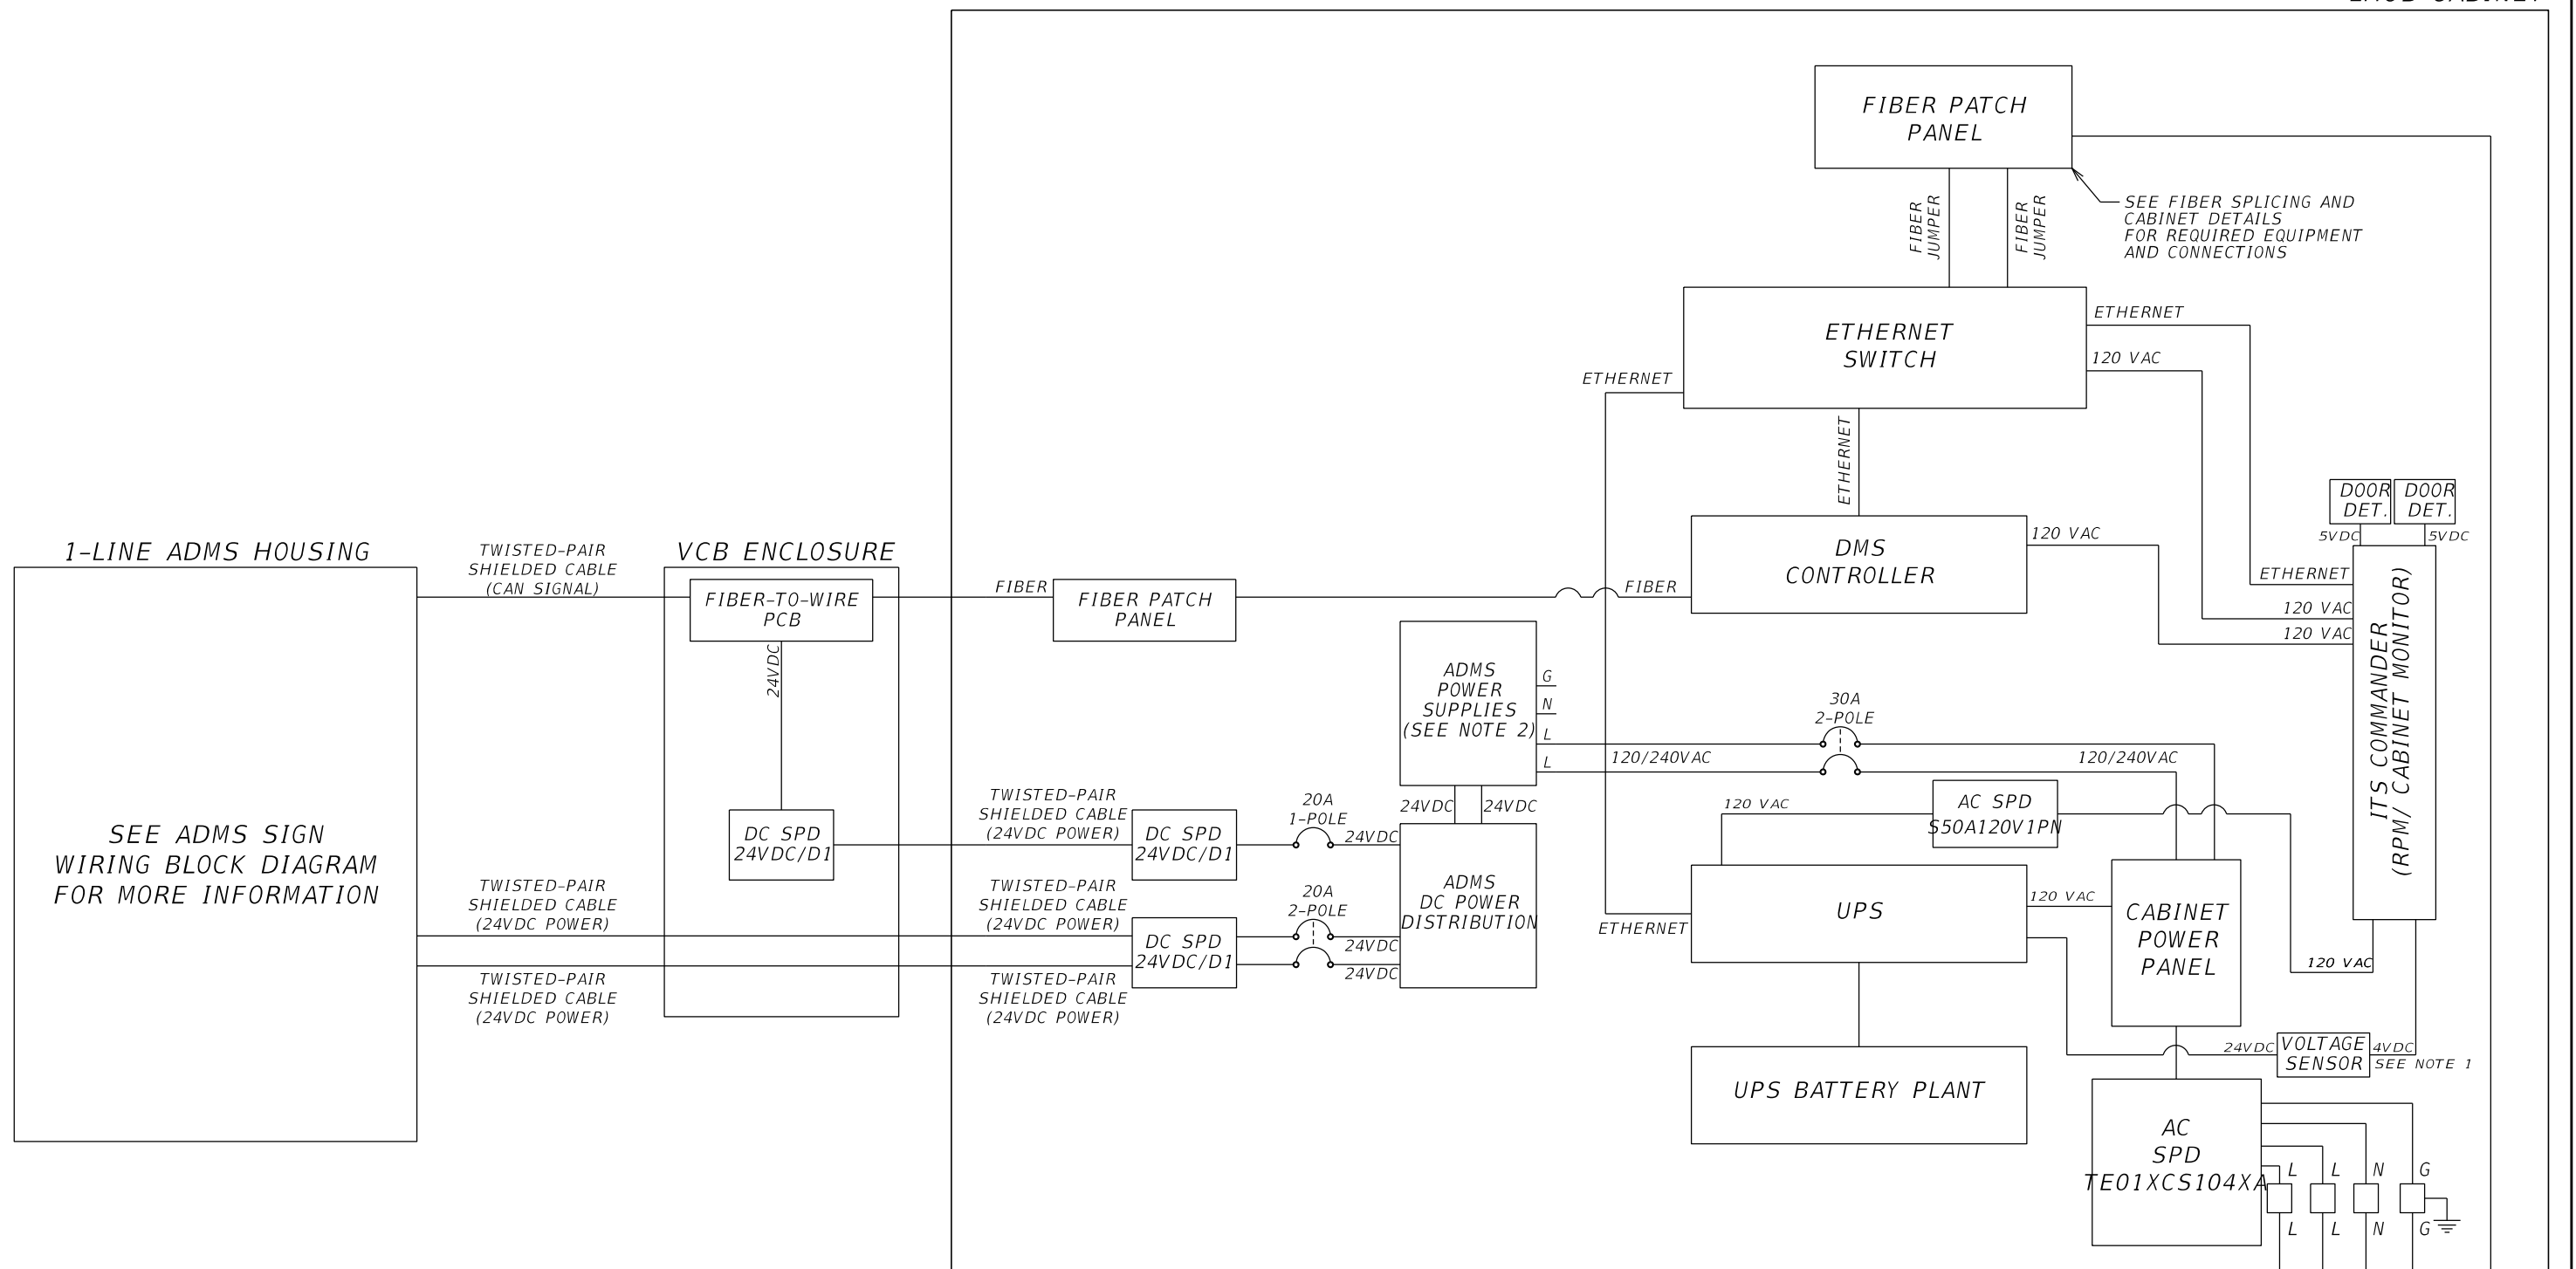 FIBER PATCH
PANEL
FIBER
JUMPER
FIBER
JUMPER
SEE FIBER SPLICING AND
CABINET DETAILS
FOR REQUIRED EQUIPMENT
AND CONNECTIONS
ETHERNET
SWITCH
ETHERNET
120 VAC
ETHERNET
ETHERNET
DOOR
DET.
DOOR
DET.
5VDC
5VDC
DMS
CONTROLLER
120 VAC
ETHERNET
120 VAC
120 VAC
ITS COMMANDER
(RPM/ CABINET MONITOR)
1-LINE ADMS HOUSING
TWISTED-PAIR
SHIELDED CABLE
(CAN SIGNAL)
VCB ENCLOSURE
FIBER-TO-WIRE
PCB
FIBER
FIBER PATCH
PANEL
FIBER
24VDC
ADMS
POWER
SUPPLIES
(SEE NOTE 2)
G
N
L
L
30A
2-POLE
120/240VAC
120/240VAC
24VDC
24VDC
120 VAC
AC SPD
S50A120V1PN
SEE ADMS SIGN
WIRING BLOCK DIAGRAM
FOR MORE INFORMATION
DC SPD
24VDC/D1
TWISTED-PAIR
SHIELDED CABLE
(24VDC POWER)
DC SPD
24VDC/D1
20A
1-POLE
24VDC
ADMS
DC POWER
DISTRIBUTION
TWISTED-PAIR
SHIELDED CABLE
(24VDC POWER)
TWISTED-PAIR
SHIELDED CABLE
(24VDC POWER)
DC SPD
24VDC/D1
20A
2-POLE
24VDC
24VDC
TWISTED-PAIR
SHIELDED CABLE
(24VDC POWER)
TWISTED-PAIR
SHIELDED CABLE
(24VDC POWER)
ETHERNET
UPS
120 VAC
CABINET
POWER
PANEL
120 VAC
24VDC
VOLTAGE
SENSOR
4VDC
SEE NOTE 1
UPS BATTERY PLANT
AC
SPD
TE01XCS104XA
L
L
N
G
L
L
N
G